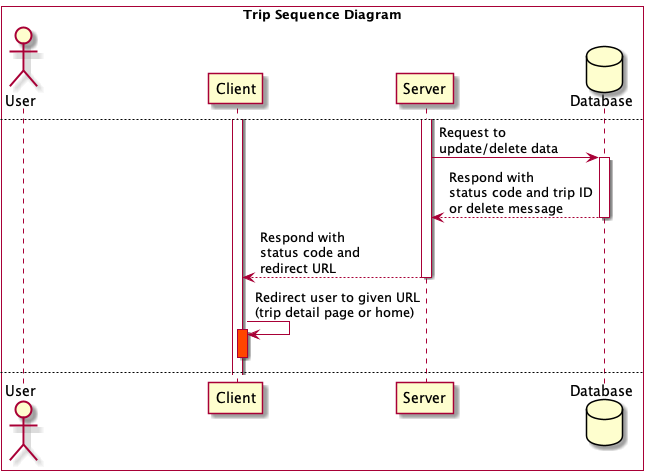 Trip Sequence Diagram
User
Client
Server
Database
Request to
update/delete data
Respond with
status code and trip ID
or delete message
Respond with
status code and
redirect URL
Redirect user to given URL
(trip detail page or home)
User
Client
Server
Database